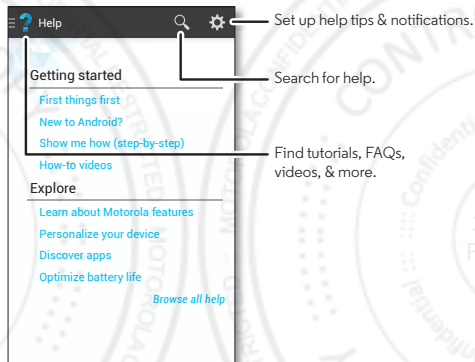 Help
Set up help tips & notifications.
Search for help.
Getting started
First things first
New to Android?
Show me how (step-by-step)
How-to videos
Find tutorials, FAQs,
videos, & more.
Explore
Learn about Motorola features
Personalize your device
Discover apps
Optimize battery life
Browse all help